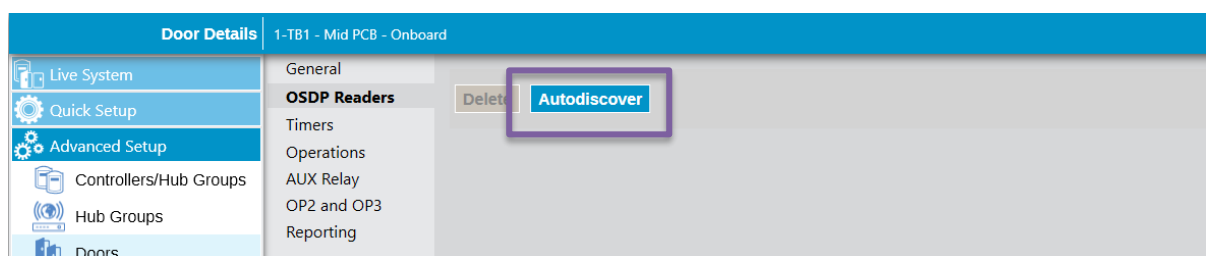 Door Details
1-TB1 - Mid PCB - Onboard
Live System
Quick Setup
Advanced Setup
Controllers/Hub Groups
Hub Groups
Doors
General
OSDP Readers
Timers
Operations
AUX Relay
OP2 and OP3
Reporting
Delete
Autodiscover